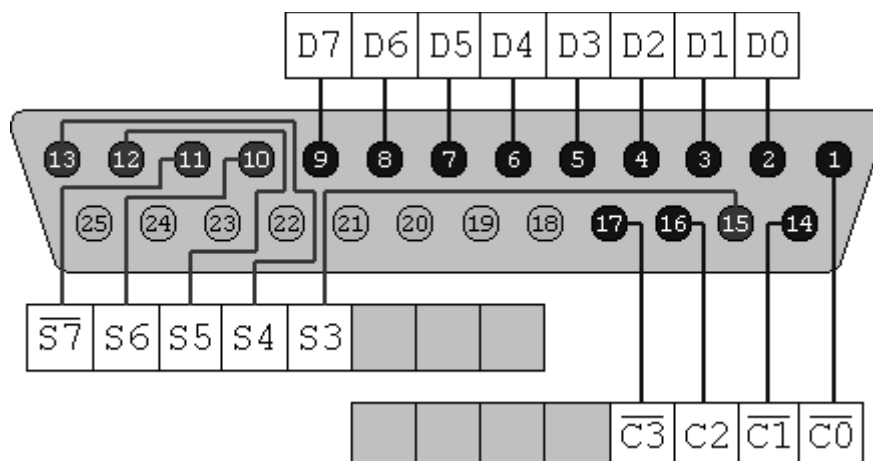 D7 D6 D5 D4 D3 D2 D1 D0
13 12 11 10 9 8 7 6 5 4 3 2 1
25 24 23 22 21 20 19 18 17 16 15 14
S̅7̅ S6 S5 S4 S3
C̅3̅ C2 C̅1̅ C̅0̅